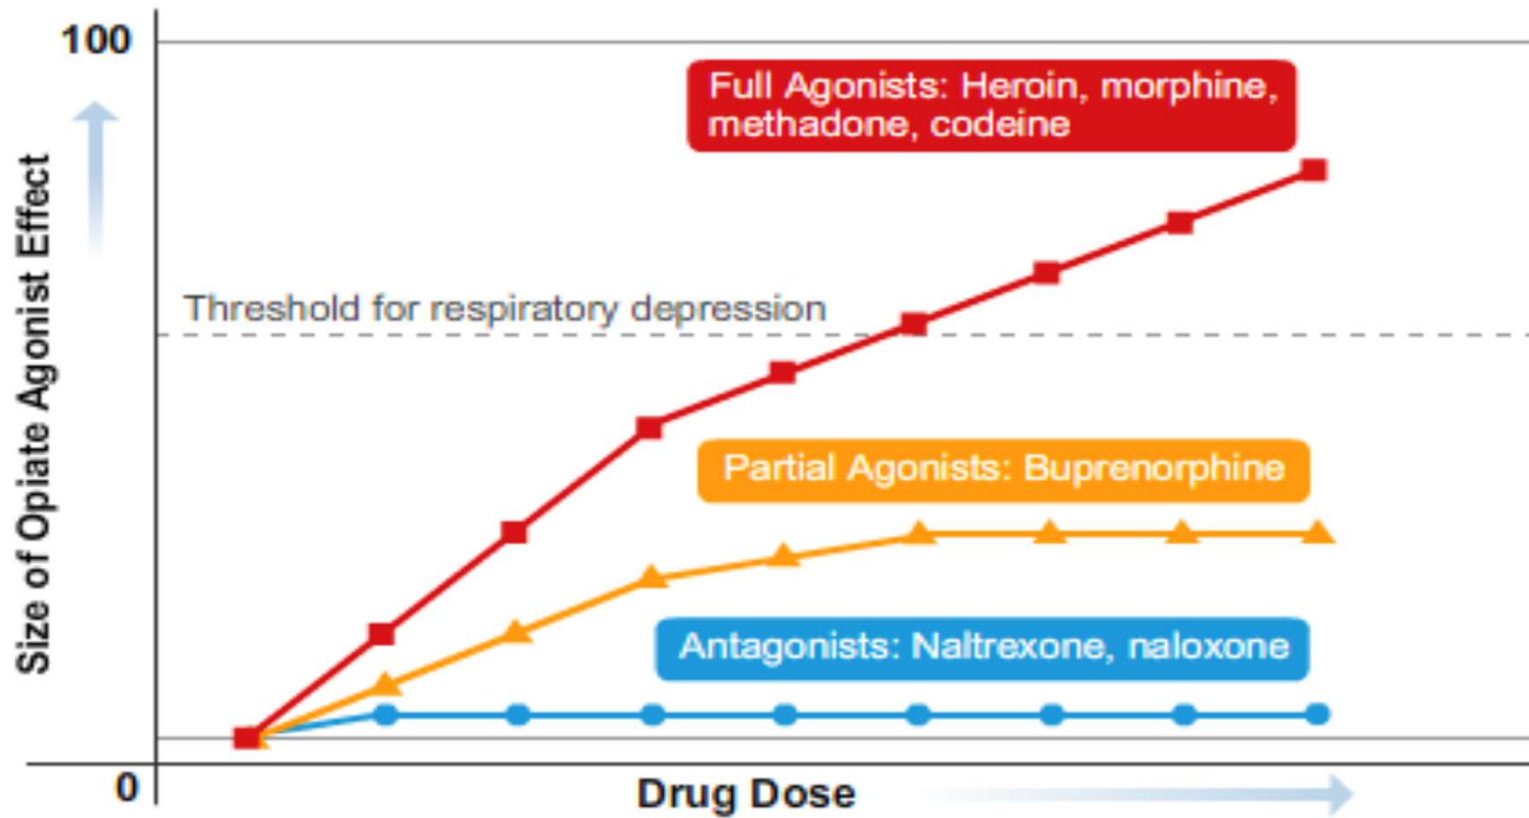 100
Full Agonists: Heroin, morphine,
methadone, codeine
Size of Opiate Agonist Effect
Threshold for respiratory depression
Partial Agonists: Buprenorphine
Antagonists: Naltrexone, naloxone
0
Drug Dose